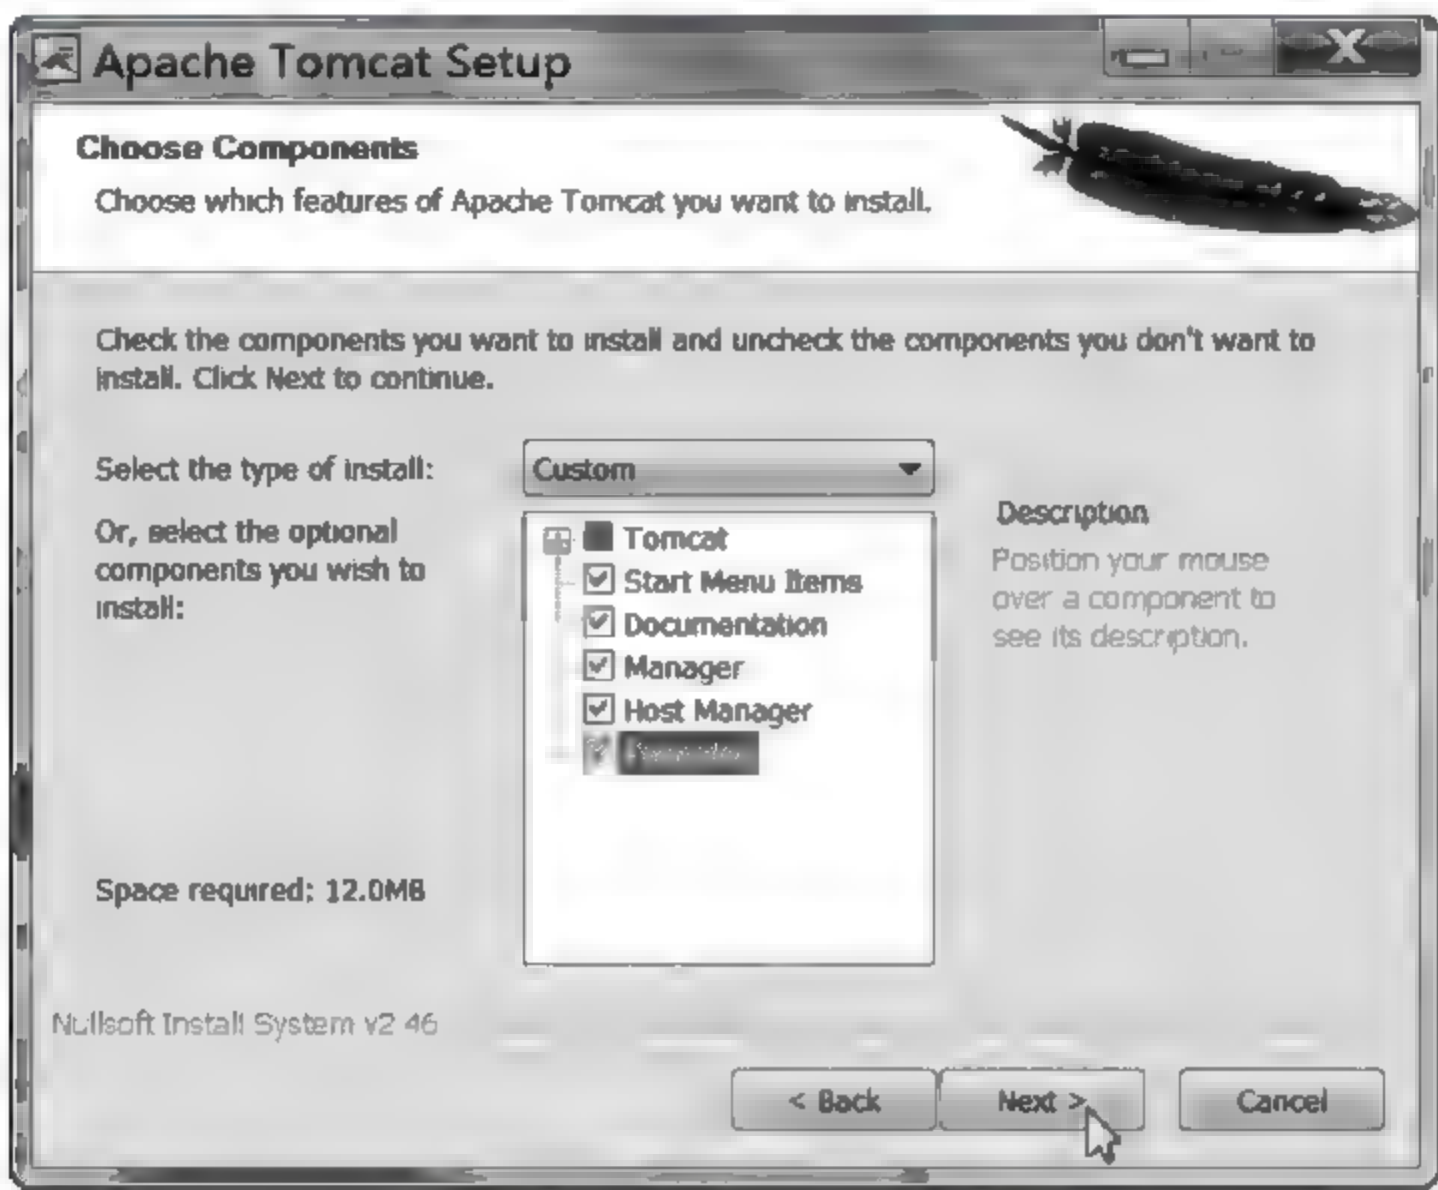 Apache Tomcat Setup
Choose Components
Choose which features of Apache Tomcat you want to install.
Check the components you want to install and uncheck the components you don't want to
install. Click Next to continue.
Select the type of install:
Custom
Or, select the optional
components you wish to
install:
Tomcat
Start Menu Items
Documentation
Manager
Host Manager
Description
Position your mouse
over a component to
see its description.
Space required: 12.0MB
Nullsoft Install System v2.46
< Back
Next >
Cancel